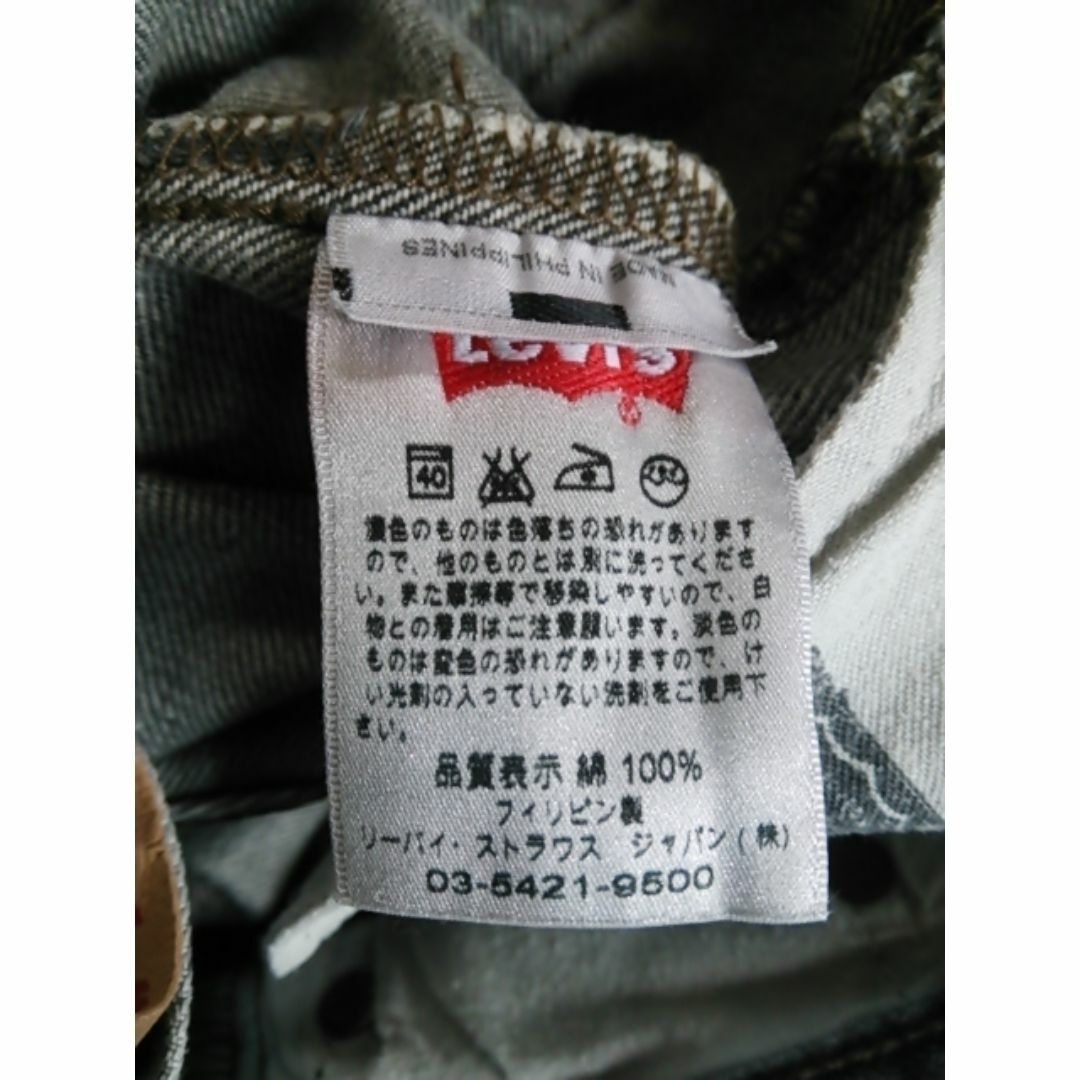 MADE IN PHILIPPINES
Levi's
®
40
濃色のものは色落ちの恐れがあります
ので、他のものとは別に洗ってくださ
い。また摩擦等で移染しやすいので、白
物との着用はご注意願います。淡色の
ものは変色の恐れがありますので、け
い光剤の入っていない洗剤をご使用下
さい。
品質表示 綿 100%
フィリピン製
リーバイ・ストラウス ジャパン(株)
03-5421-9500